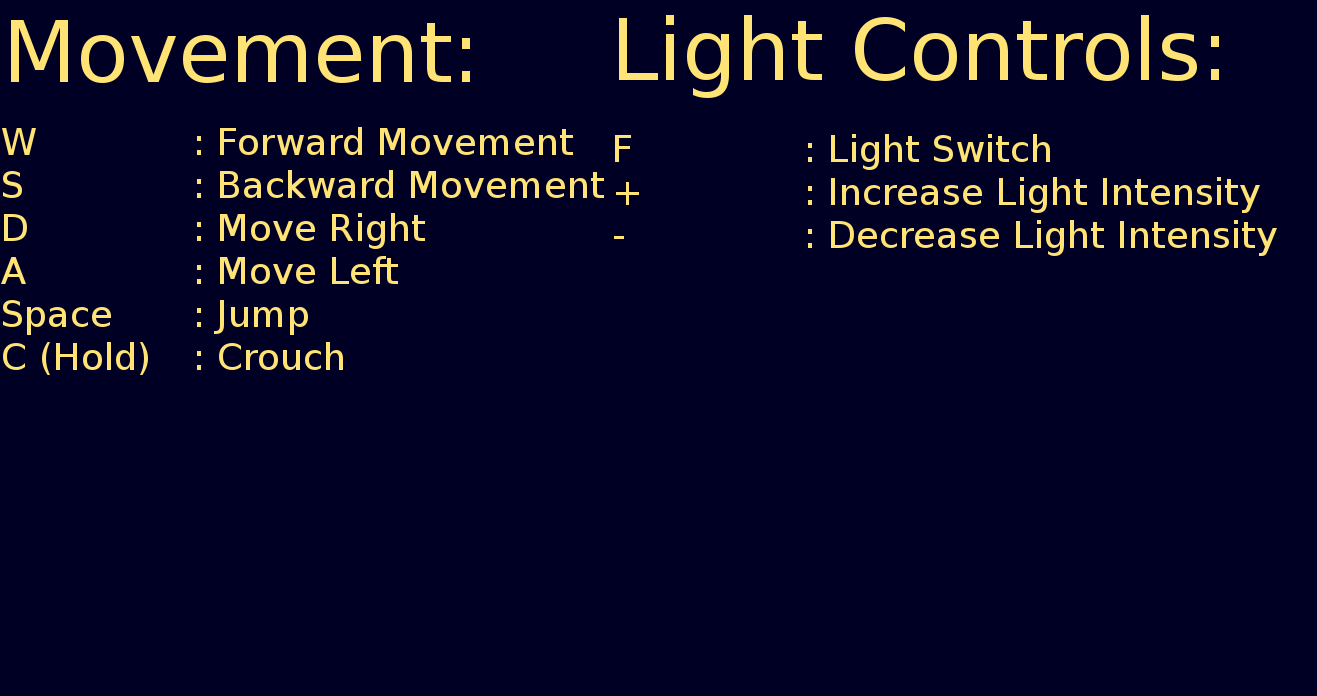 Movement:
W : Forward Movement
S : Backward Movement
D : Move Right
A : Move Left
Space : Jump
C (Hold) : Crouch
Light Controls:
F : Light Switch
+ : Increase Light Intensity
- : Decrease Light Intensity